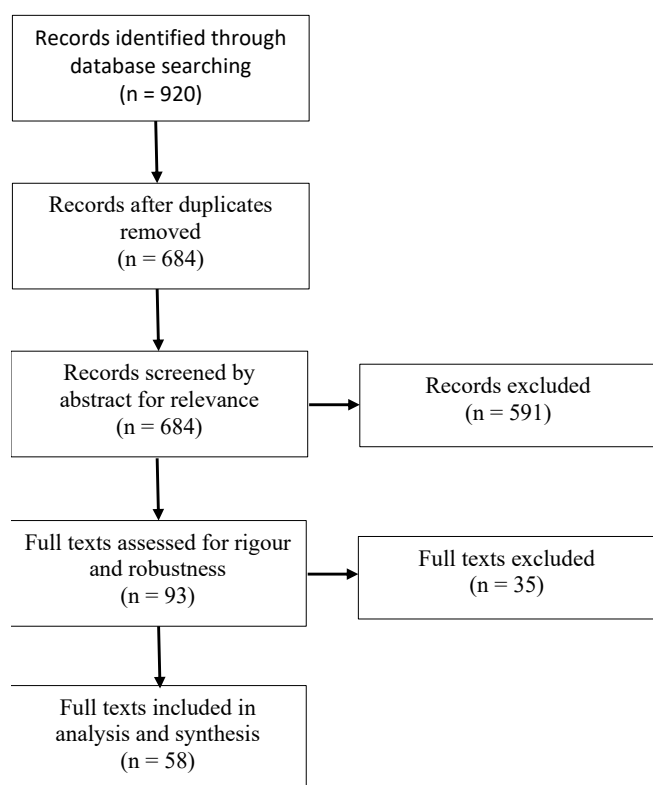 Records identified through
database searching
(n = 920)
Records after duplicates
removed
(n = 684)
Records screened by
abstract for relevance
(n = 684)
Records excluded
(n = 591)
Full texts assessed for rigour
and robustness
(n = 93)
Full texts excluded
(n = 35)
Full texts included in
analysis and synthesis
(n = 58)